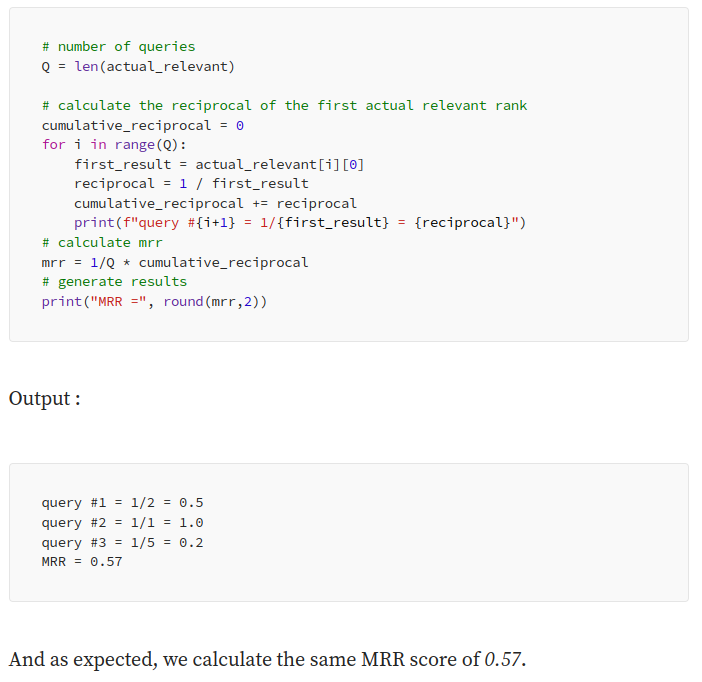 # number of queries
Q = len(actual_relevant)
# calculate the reciprocal of the first actual relevant rank
cumulative_reciprocal = 0
for i in range(Q):
    first_result = actual_relevant[i][0]
    reciprocal = 1 / first_result
    cumulative_reciprocal += reciprocal
    print(f"query #{i+1} = 1/{first_result} = {reciprocal}")
# calculate mrr
mrr = 1/Q * cumulative_reciprocal
# generate results
print("MRR =", round(mrr,2))
Output :
query #1 = 1/2 = 0.5
query #2 = 1/1 = 1.0
query #3 = 1/5 = 0.2
MRR = 0.57
And as expected, we calculate the same MRR score of 0.57.